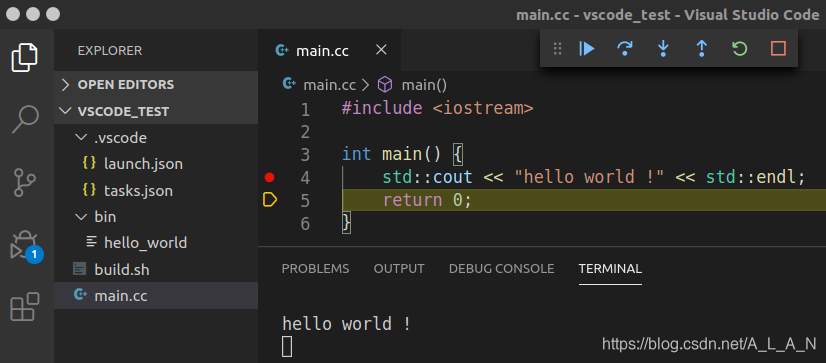 main.cc - vscode_test - Visual Studio Code
EXPLORER
OPEN EDITORS
VSCODE_TEST
.vscode
launch.json
tasks.json
bin
hello_world
build.sh
main.cc
1
main.cc
main.cc > main()
1 #include <iostream>
2
3 int main() {
4 std::cout << "hello world !" << std::endl;
5 return 0;
6 }
PROBLEMS OUTPUT DEBUG CONSOLE TERMINAL
hello world !
https://blog.csdn.net/A_L_A_N